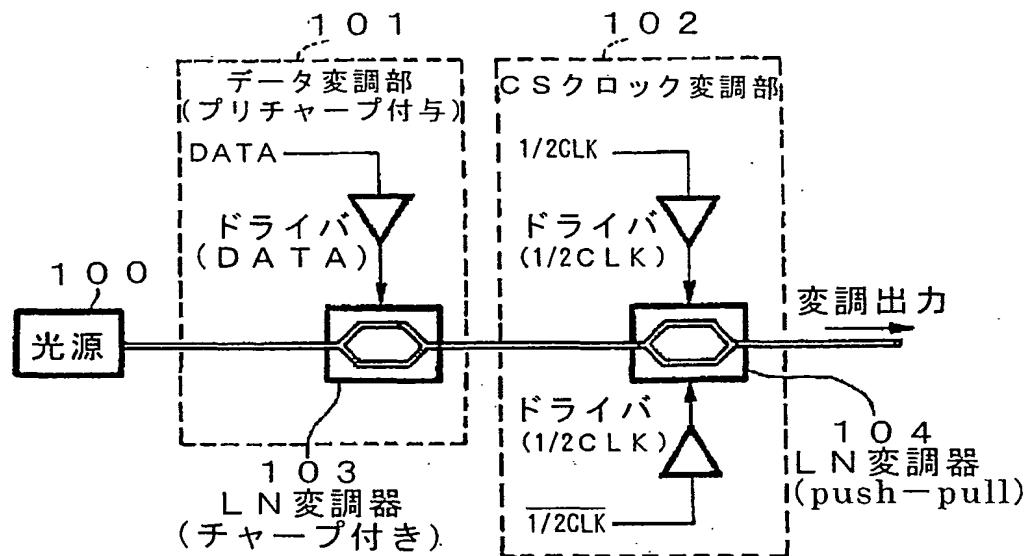 １０１
データ変調部
(プリチャープ付与)
DATA
ドライバ
(DATA)
１００
光源
１０３
LN変調器
(チャープ付き)
１０２
CSクロック変調部
1/2CLK
ドライバ
(1/2CLK)
変調出力
ドライバ
(1/2CLK)
1/2CLK
１０４
LN変調器
(push－pull)